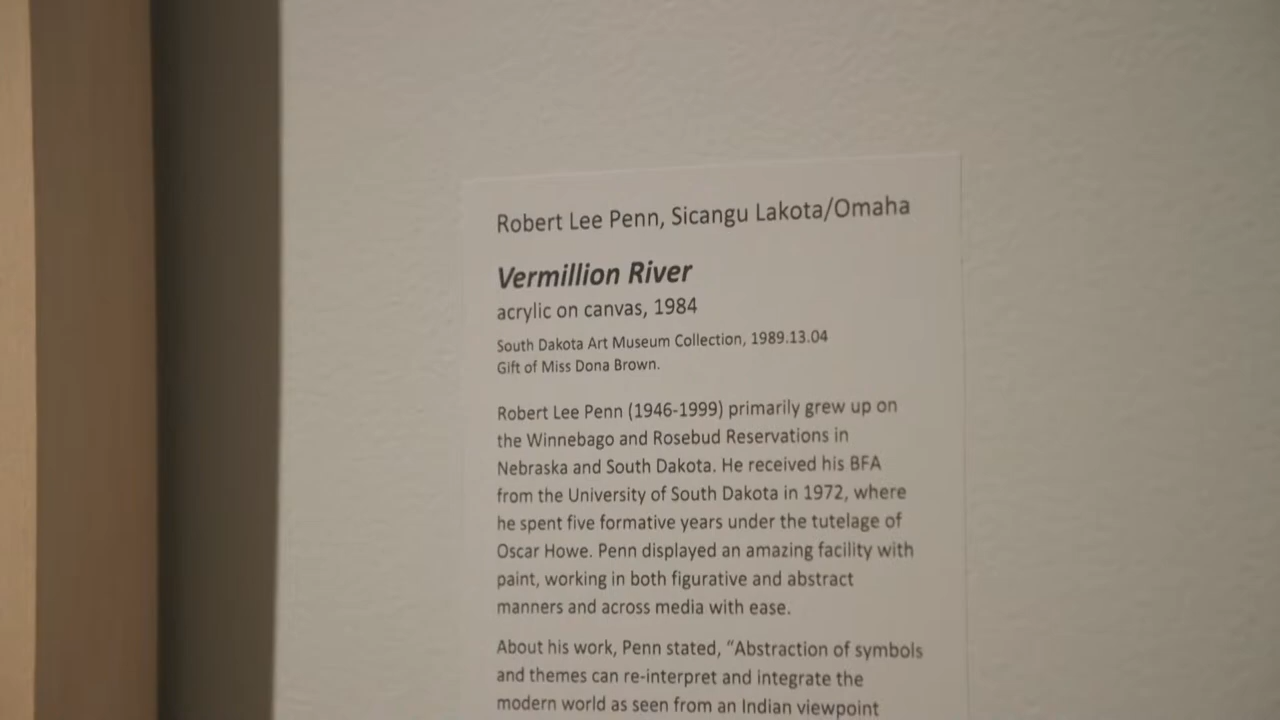 Robert Lee Penn, Sicangu Lakota/Omaha
Vermillion River
acrylic on canvas, 1984
South Dakota Art Museum Collection, 1989.13.04
Gift of Miss Dona Brown.
Robert Lee Penn (1946-1999) primarily grew up on
the Winnebago and Rosebud Reservations in
Nebraska and South Dakota. He received his BFA
from the University of South Dakota in 1972, where
he spent five formative years under the tutelage of
Oscar Howe. Penn displayed an amazing facility with
paint, working in both figurative and abstract
manners and across media with ease.
About his work, Penn stated, “Abstraction of symbols
and themes can re-interpret and integrate the
modern world as seen from an Indian viewpoint